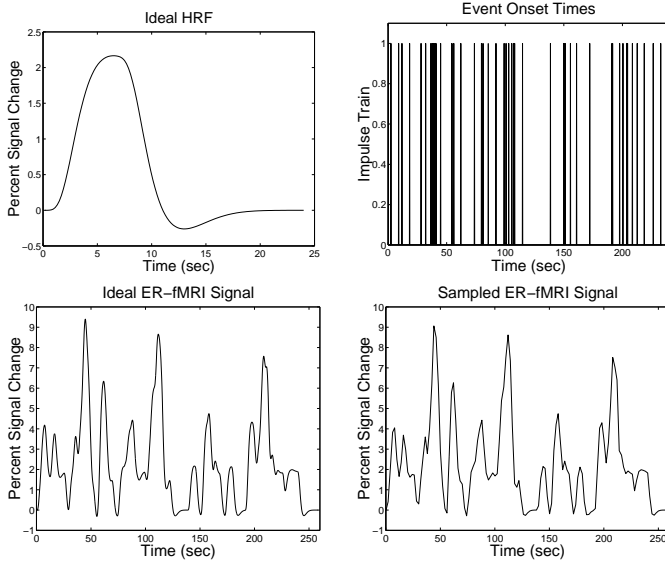 Ideal HRF
2.5
2
1.5
1
0.5
0
−0.5
0 5 10 15 20 25
Percent Signal Change
Time (sec)
Event Onset Times
1
0.8
0.6
0.4
0.2
0
0 50 100 150 200
Impulse Train
Time (sec)
Ideal ER−fMRI Signal
10
9
8
7
6
5
4
3
2
1
0
−1
0 50 100 150 200 250
Percent Signal Change
Time (sec)
Sampled ER−fMRI Signal
10
9
8
7
6
5
4
3
2
1
0
−1
0 50 100 150 200 250
Percent Signal Change
Time (sec)